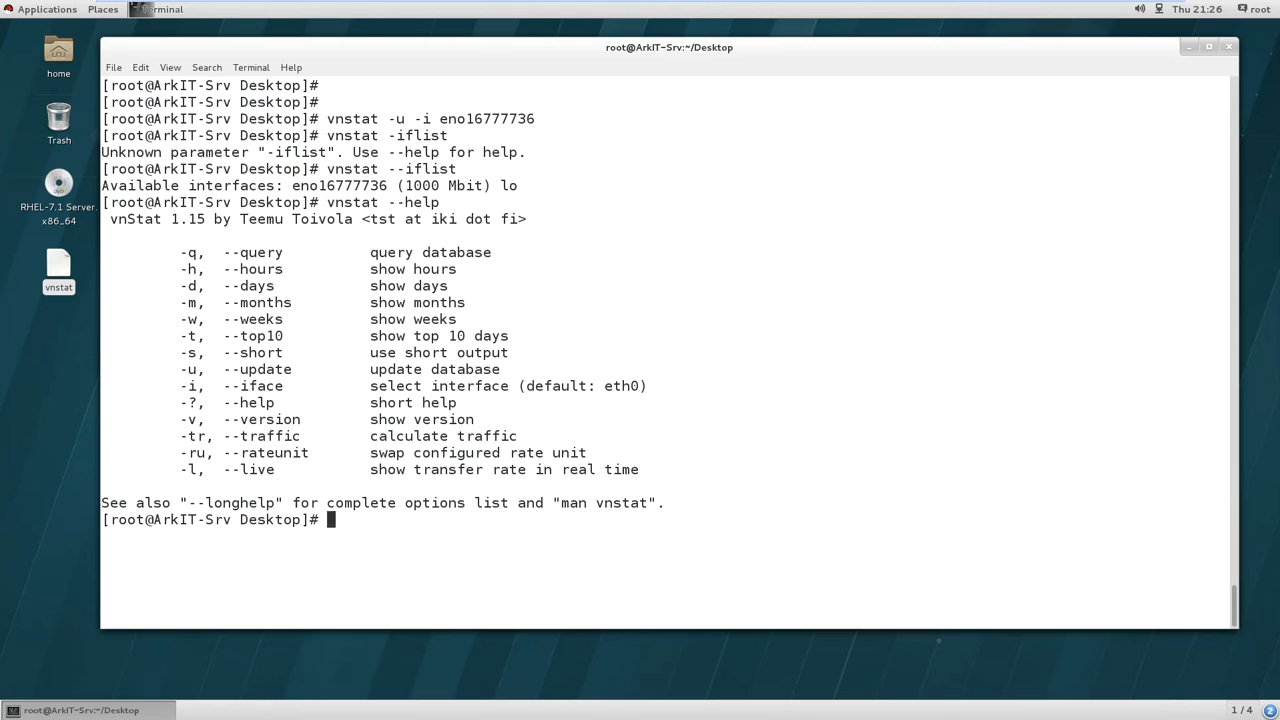 Applications Places Terminal Thu 21:26 root
root@ArkIT-Srv:~/Desktop
File Edit View Search Terminal Help
home
Trash
RHEL-7.1 Server.
x86_64
vnstat
[root@ArkIT-Srv Desktop]#
[root@ArkIT-Srv Desktop]#
[root@ArkIT-Srv Desktop]# vnstat -u -i eno16777736
[root@ArkIT-Srv Desktop]# vnstat -iflist
Unknown parameter "-iflist". Use --help for help.
[root@ArkIT-Srv Desktop]# vnstat --iflist
Available interfaces: eno16777736 (1000 Mbit) lo
[root@ArkIT-Srv Desktop]# vnstat --help
vnStat 1.15 by Teemu Toivola <tst at iki dot fi>
-q, --query query database
-h, --hours show hours
-d, --days show days
-m, --months show months
-w, --weeks show weeks
-t, --top10 show top 10 days
-s, --short use short output
-u, --update update database
-i, --iface select interface (default: eth0)
-?, --help short help
-v, --version show version
-tr, --traffic calculate traffic
-ru, --rateunit swap configured rate unit
-l, --live show transfer rate in real time
See also "--longhelp" for complete options list and "man vnstat".
[root@ArkIT-Srv Desktop]#
root@ArkIT-Srv:~/Desktop 1 / 4 2